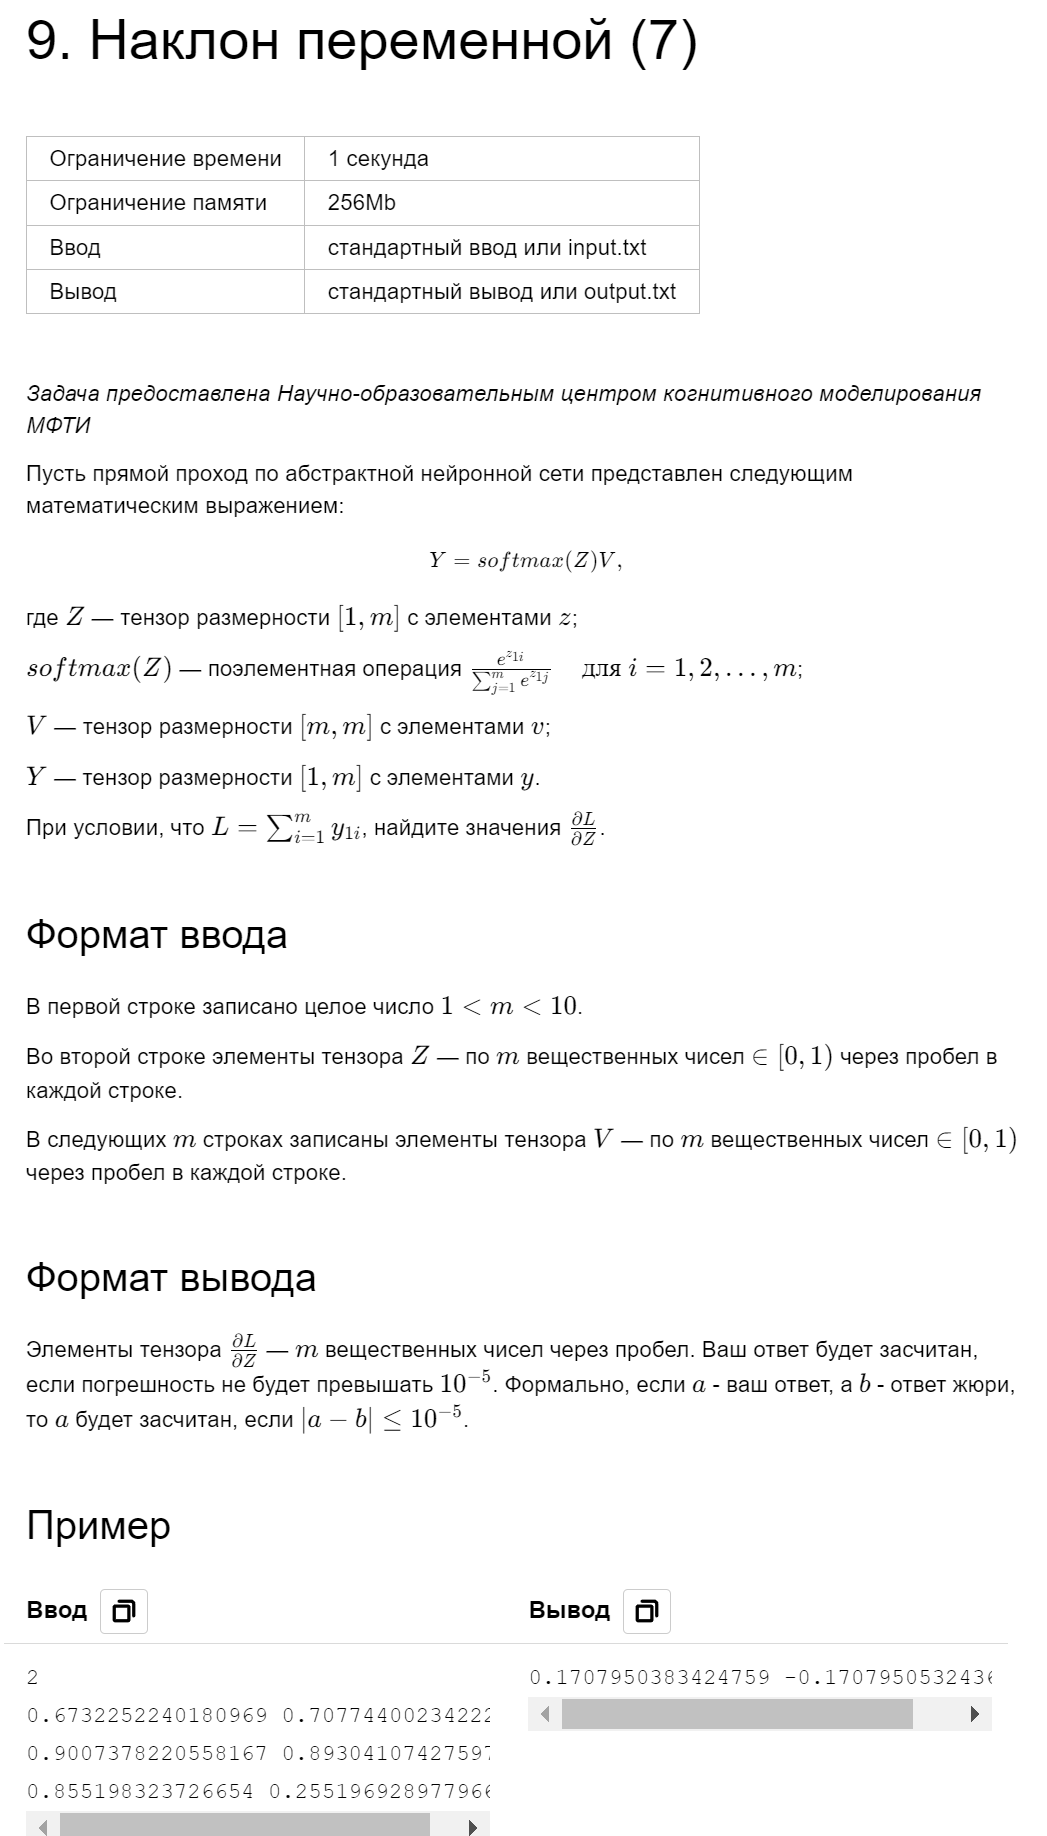 9. Наклон переменной (7)
Ограничение времени 1 секунда
Ограничение памяти 256Mb
Ввод стандартный ввод или input.txt
Вывод стандартный вывод или output.txt
Задача предоставлена Научно-образовательным центром когнитивного моделирования
МФТИ
Пусть прямой проход по абстрактной нейронной сети представлен следующим
математическим выражением:
$Y = softmax(Z)V,$
где $Z$ — тензор размерности $[1, m]$ с элементами $z$;
$softmax(Z)$ — поэлементная операция $\frac{e^{z_{1i}}}{\sum_{j=1}^{m} e^{z_{1j}}}$ для $i = 1, 2, \ldots, m$;
$V$ — тензор размерности $[m, m]$ с элементами $v$;
$Y$ — тензор размерности $[1, m]$ с элементами $y$.
При условии, что $L = \sum_{i=1}^{m} y_{1i}$, найдите значения $\frac{\partial L}{\partial Z}$.
Формат ввода
В первой строке записано целое число $1 < m < 10$.
Во второй строке элементы тензора $Z$ — по $m$ вещественных чисел $\in [0, 1)$ через пробел в
каждой строке.
В следующих $m$ строках записаны элементы тензора $V$ — по $m$ вещественных чисел $\in [0, 1)$
через пробел в каждой строке.
Формат вывода
Элементы тензора $\frac{\partial L}{\partial Z}$ — $m$ вещественных чисел через пробел. Ваш ответ будет засчитан,
если погрешность не будет превышать $10^{-5}$. Формально, если $a$ - ваш ответ, а $b$ - ответ жюри,
то $a$ будет засчитан, если $|a - b| \leq 10^{-5}$.
Пример
Ввод
2
0.6732252240180969 0.70774400234222
0.9007378220558167 0.89304107427597
0.855198323726654 0.255196928977966
Вывод
0.1707950383424759 -0.1707950532436